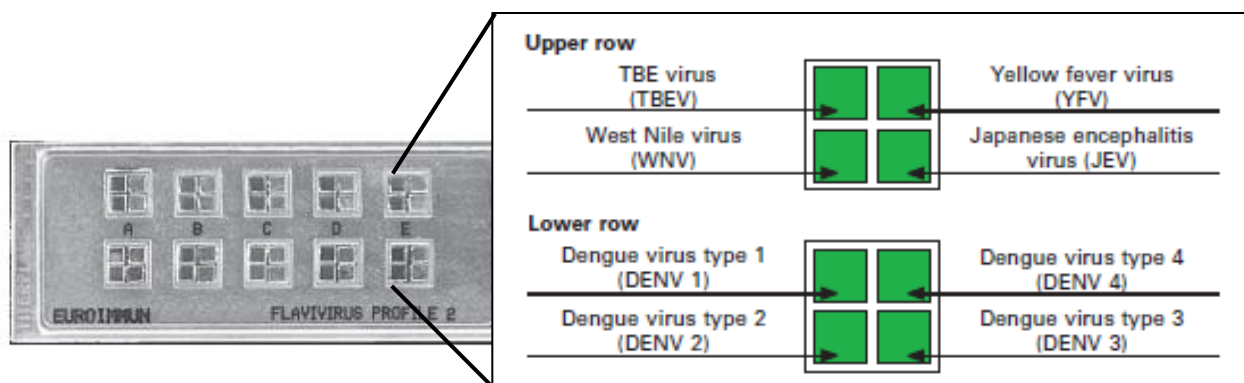 Upper row
TBE virus
(TBEV)
Yellow fever virus
(YFV)
West Nile virus
(WNV)
Japanese encephalitis
virus (JEV)
Lower row
Dengue virus type 1
(DENV 1)
Dengue virus type 4
(DENV 4)
Dengue virus type 2
(DENV 2)
Dengue virus type 3
(DENV 3)
A B C D E
EUROIMMUN FLAVIVIRUS PROFILE 2